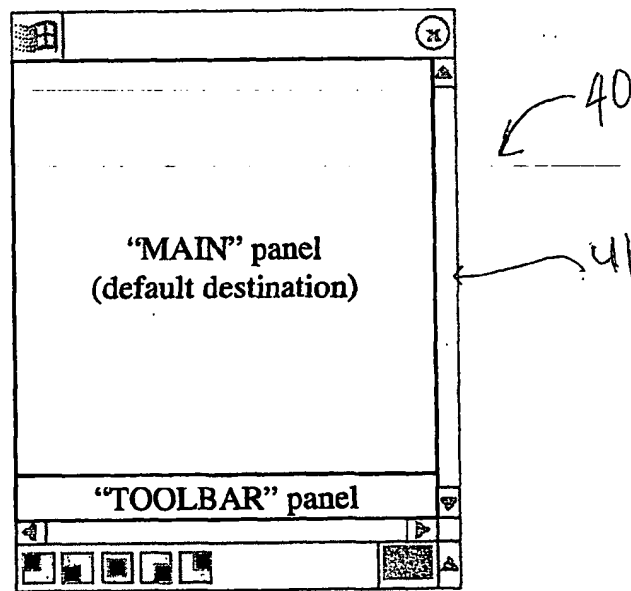 x
40
"MAIN" panel
(default destination)
41
"TOOLBAR" panel